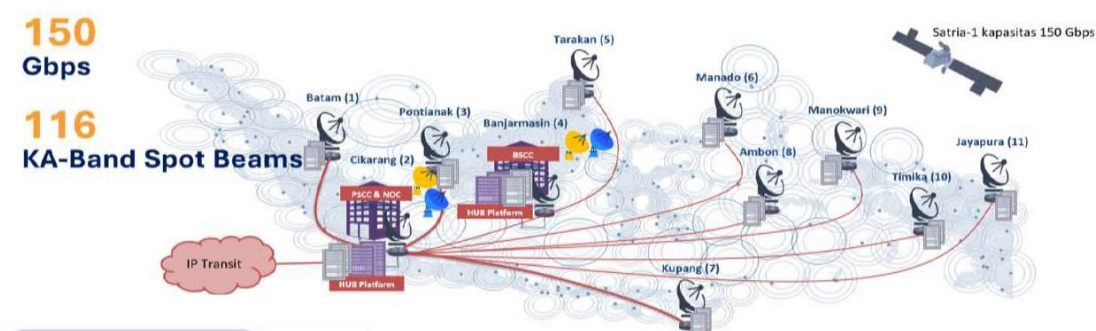 150
Gbps
116
KA-Band Spot Beams
Satria-1 kapasitas 150 Gbps
Tarakan (5)
Manado (6)
Batam (1)
Pontianak (3)
Manokwari (9)
Banjarmasin (4)
Jayapura (11)
Cikarang (2)
BSCC
Ambon (8)
Timika (10)
PSCC & NOC
HUB Platform
IP Transit
Kupang (7)
HUB Platform